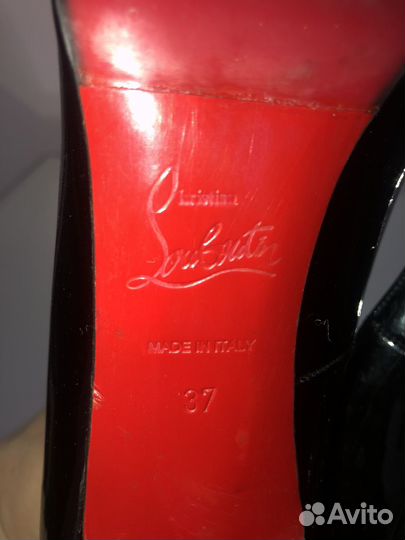 Christian
Louboutin
MADE IN ITALY
37
Avito